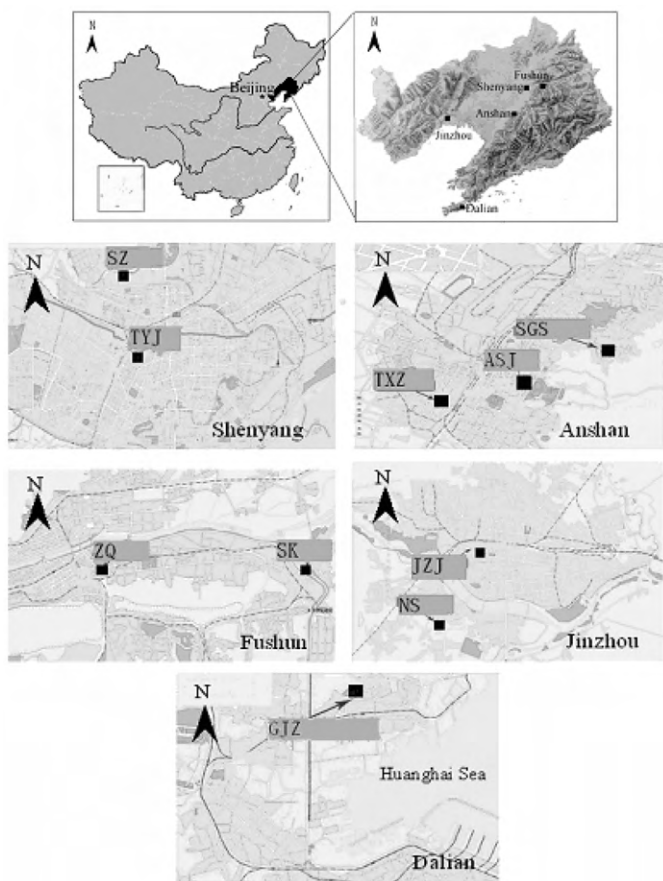 N
Beijing
N
Fushun
Shenyang
Anshan
Jinzhou
Dalian
N
SZ
TYJ
Shenyang
N
SGS
ASJ
TXZ
Anshan
N
ZQ
SK
Fushun
N
JZJ
NS
Jinzhou
N
GJZ
Huanghai Sea
Dalian